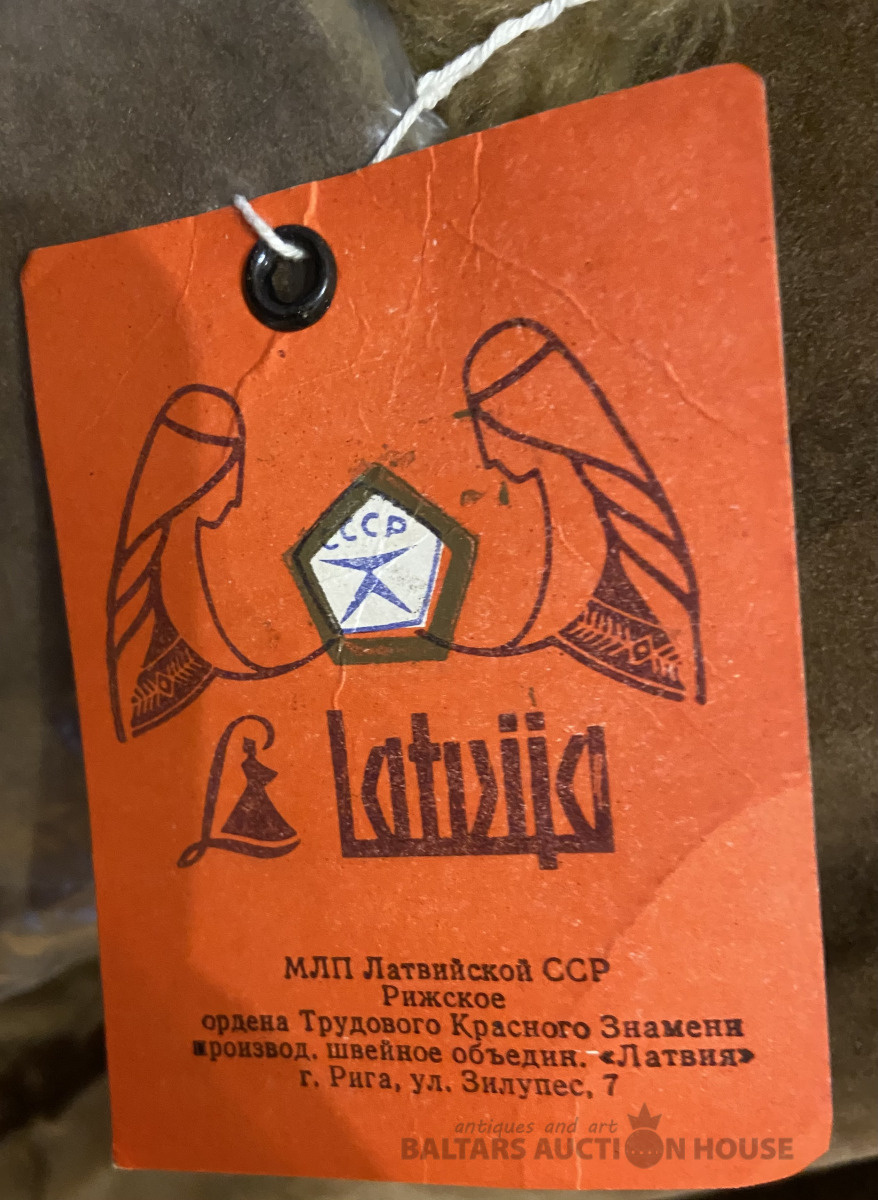 СССР
Latvija
МЛП Латвийской ССР
Рижское
ордена Трудового Красного Знамени
производ. швейное объедин. «Латвия»
г. Рига, ул. Зилупес, 7
antiques and art
BALTARS AUCTION HOUSE